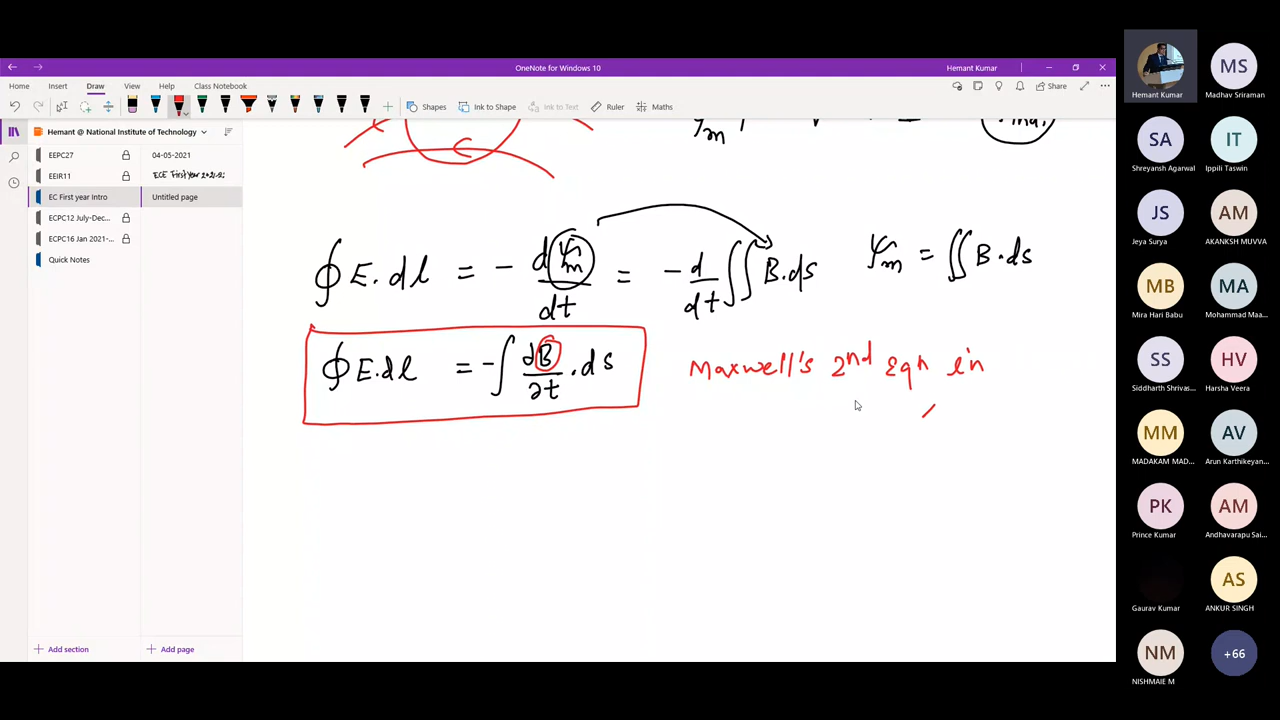 OneNote for Windows 10
Hemant Kumar
Home Insert Draw View Help Class Notebook
Share
Shapes Ink to Shape Ink to Text Ruler Maths
Hemant @ National Institute of Technology
EEPC27
EEIR11
EC First year Intro
ECPC12 July-Dec...
ECPC16 Jan 2021-...
Quick Notes
04-05-2021
ECE First Year 2021-22
Untitled page
Ψm
∮ E.dl = - dΨm/dt = - d/dt ∬ B.ds Ψm = ∬ B.ds
∮ E.dl = -∫ ∂B/∂t . ds
Maxwell's 2nd Eqn in
Add section
Add page
Hemant Kumar
MS
Madhav Sriraman
SA
Shreyansh Agarwal
IT
Ippili Taswin
JS
Jeya Surya
AM
AKANKSH MUVVA
MB
Mira Hari Babu
MA
Mohammad Maa...
SS
Siddharth Shrivas...
HV
Harsha Veera
MM
MADAKAM MAD...
AV
Arun Karthikeyan...
PK
Prince Kumar
AM
Andhavarapu Sai...
Gaurav Kumar
AS
ANKUR SINGH
NM
NISHMAIE M
+66